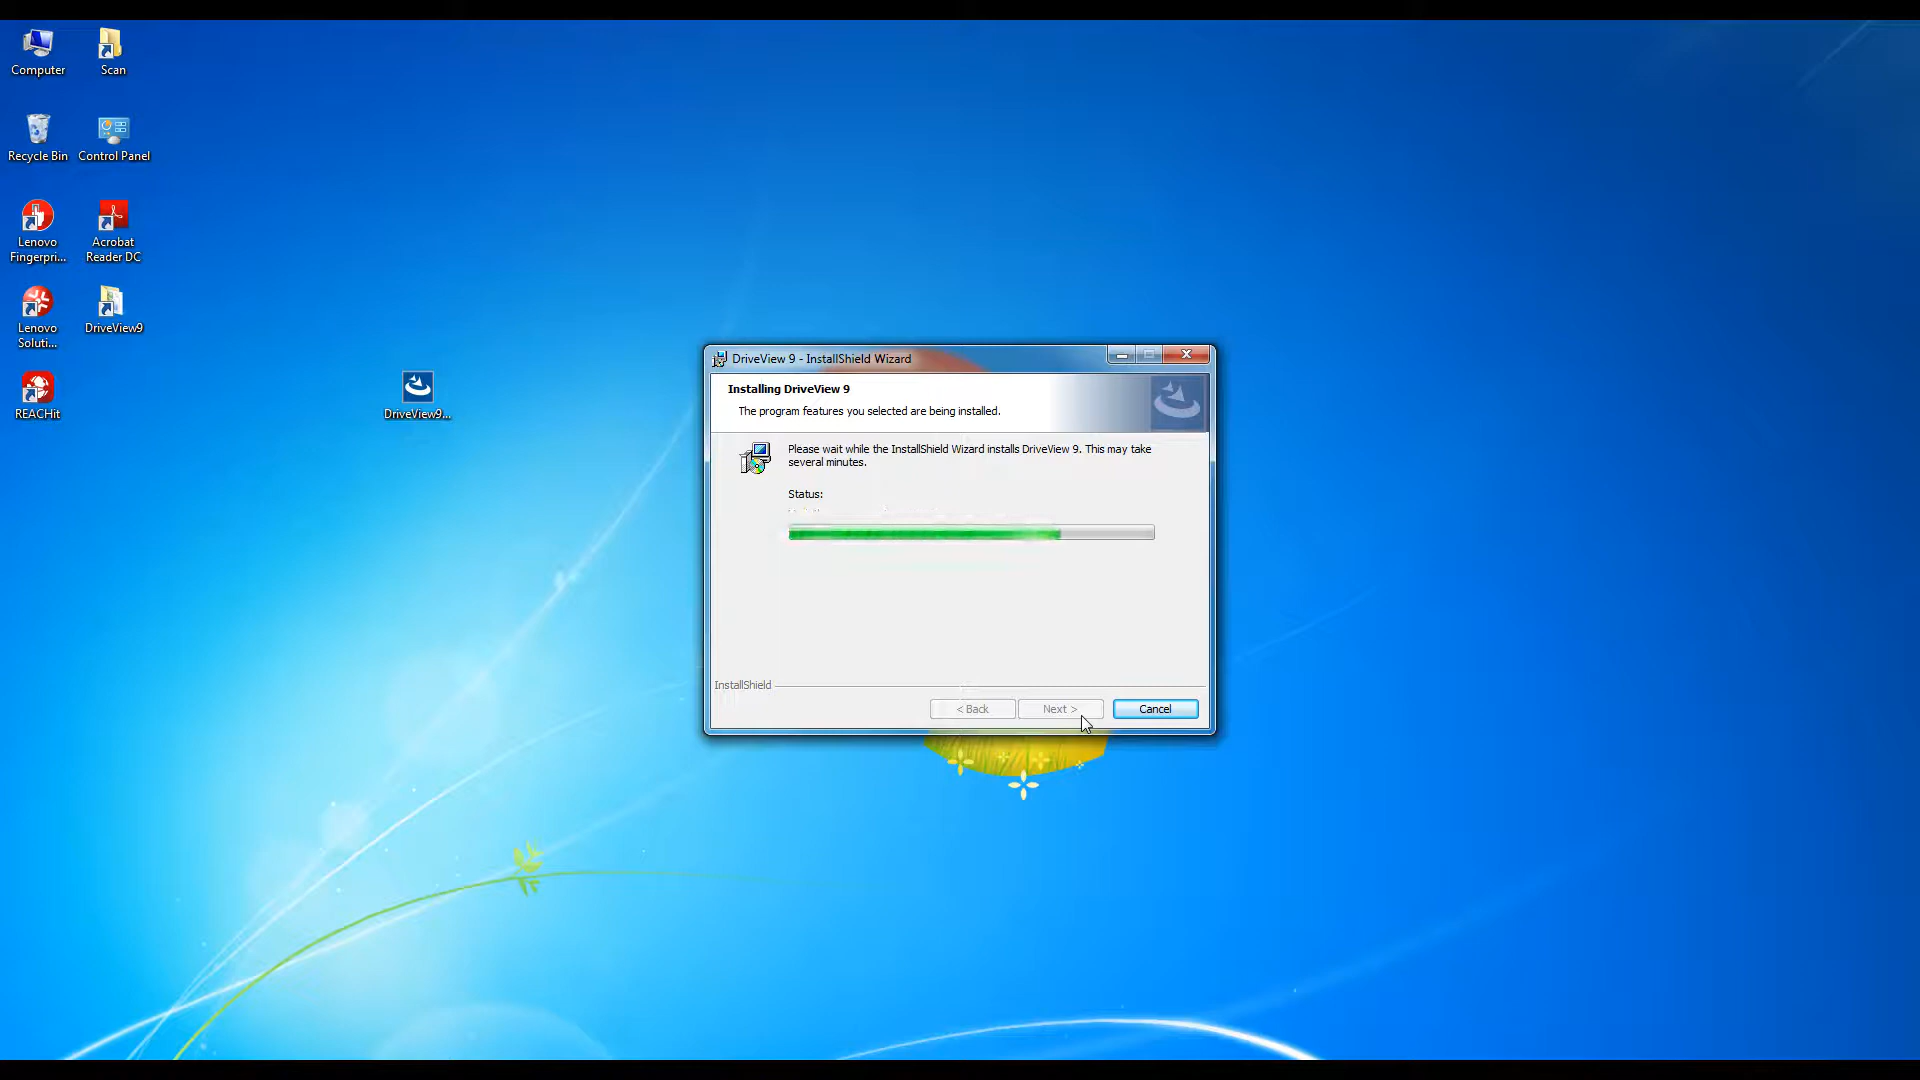 Computer
Scan
Recycle Bin
Control Panel
Lenovo
Fingerpri...
Acrobat
Reader DC
Lenovo
Soluti...
DriveView9
REACHit
DriveView9...
DriveView 9 - InstallShield Wizard
Installing DriveView 9
The program features you selected are being installed.
Please wait while the InstallShield Wizard installs DriveView 9. This may take
several minutes.
Status:
InstallShield
< Back
Next >
Cancel